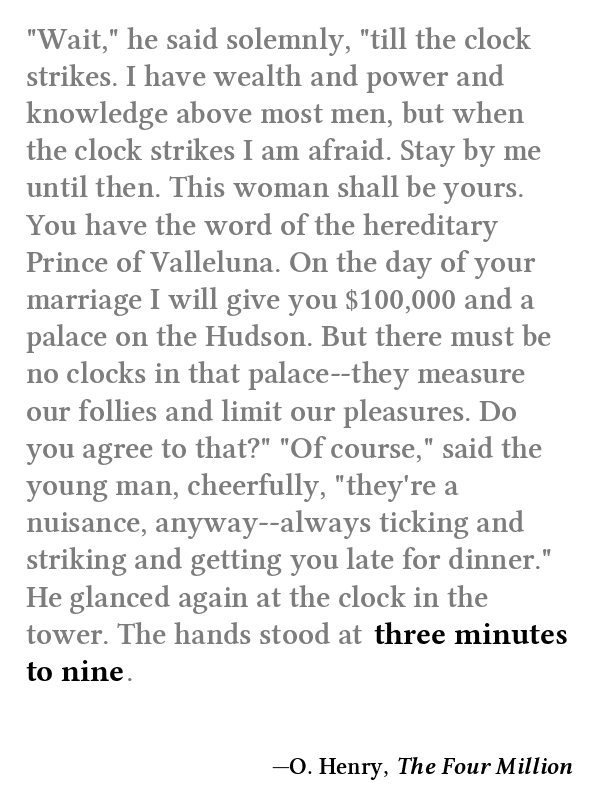 "Wait," he said solemnly, "till the clock
strikes. I have wealth and power and
knowledge above most men, but when
the clock strikes I am afraid. Stay by me
until then. This woman shall be yours.
You have the word of the hereditary
Prince of Valleluna. On the day of your
marriage I will give you $100,000 and a
palace on the Hudson. But there must be
no clocks in that palace--they measure
our follies and limit our pleasures. Do
you agree to that?" "Of course," said the
young man, cheerfully, "they're a
nuisance, anyway--always ticking and
striking and getting you late for dinner."
He glanced again at the clock in the
tower. The hands stood at three minutes
to nine.
—O. Henry, The Four Million